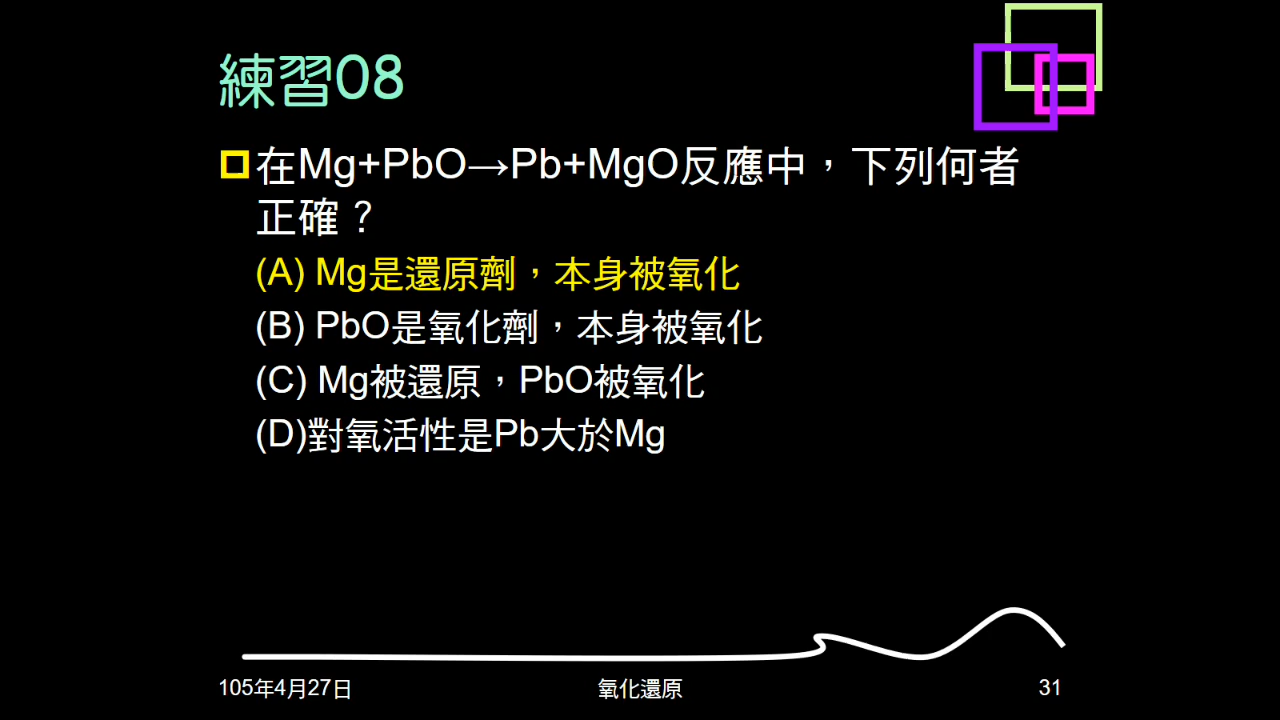 練習08
在Mg+PbO→Pb+MgO反應中，下列何者
正確？
(A) Mg是還原劑，本身被氧化
(B) PbO是氧化劑，本身被氧化
(C) Mg被還原，PbO被氧化
(D)對氧活性是Pb大於Mg
105年4月27日
氧化還原
31